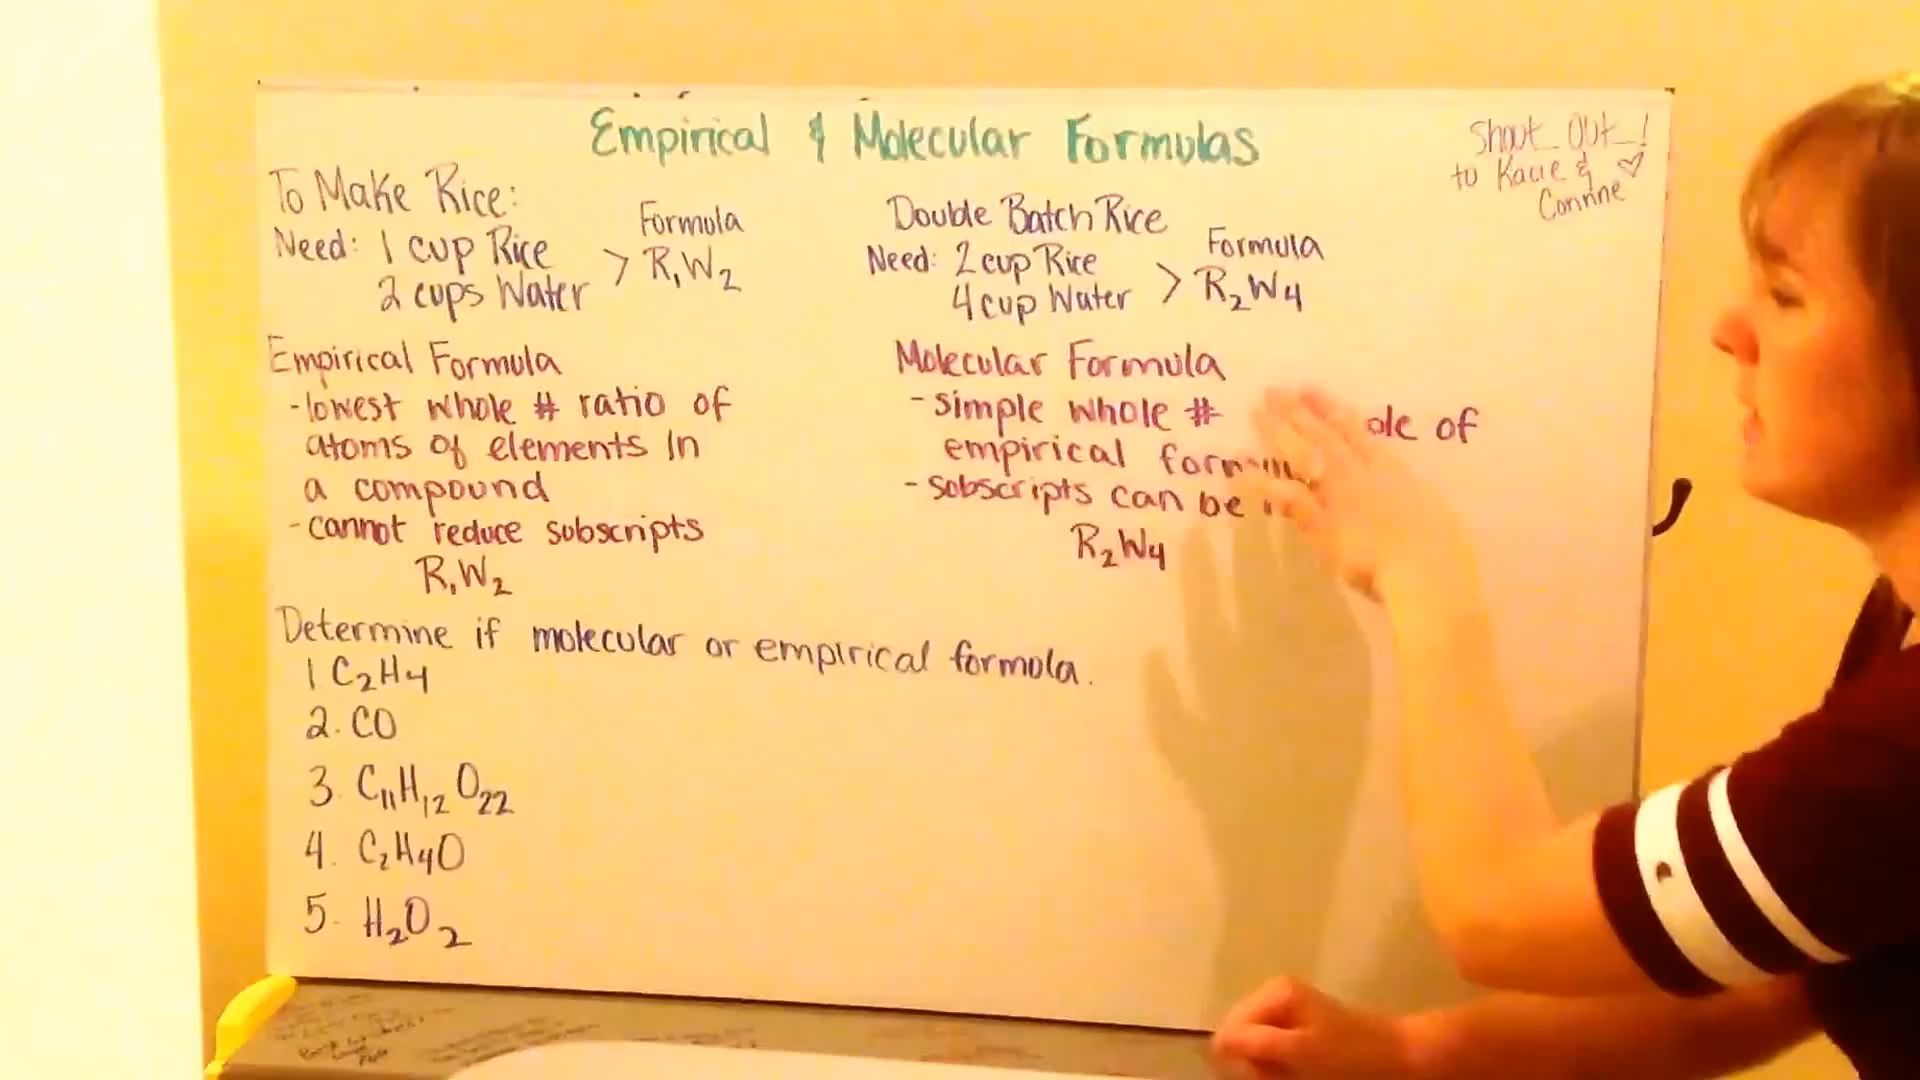 Empirical & Molecular Formulas
Shout Out!
to Kacie & ♡
Corinne
To Make Rice:
Need: 1 cup Rice
2 cups Water
> Formula
R₁W₂
Double Batch Rice
Need: 2 cup Rice
4 cup Water
> Formula
R₂W₄
Empirical Formula
-lowest whole # ratio of
atoms of elements in
a compound
-cannot reduce subscripts
R₁W₂
Molecular Formula
-simple whole # of
empirical
-subscripts can be
R₂W₄
Determine if molecular or empirical formula.
1 C₂H₄
2. CO
3. C₁₁H₁₂O₂₂
4. C₂H₄O
5. H₂O₂